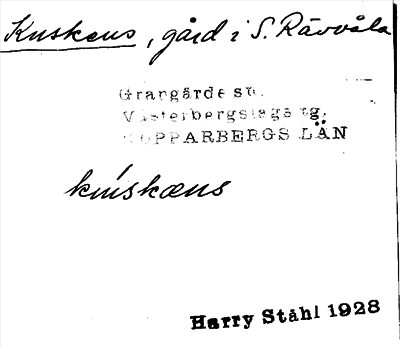 Kuskens, gård i S. Rävvåla
Grangärde sn.
Västerbergslags tg.
KOPPARBERGS LÄN
kúskæns
Harry Ståhl 1928